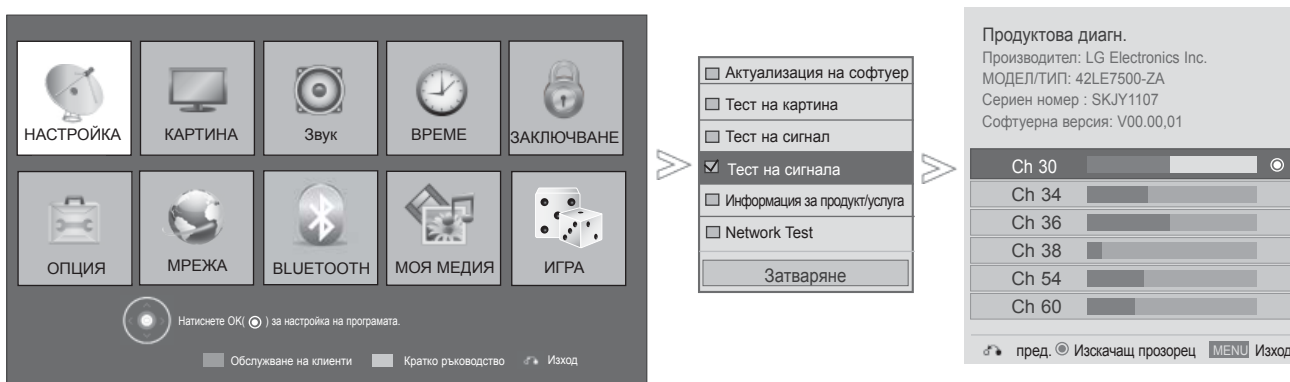 НАСТРОЙКА
КАРТИНА
Звук
ВРЕМЕ
ЗАКЛЮЧВАНЕ
ОПЦИЯ
МРЕЖА
BLUETOOTH
МОЯ МЕДИЯ
ИГРА
Натиснете OK( ) за настройка на програмата.
Обслужване на клиенти Кратко ръководство Изход
Актуализация на софтуер
Тест на картина
Тест на сигнал
Тест на сигнала
Информация за продукт/услуга
Network Test
Затваряне
Продуктова диагн.
Производител: LG Electronics Inc.
МОДЕЛ/ТИП: 42LE7500-ZA
Сериен номер : SKJY1107
Софтуерна версия: V00.00,01
Ch 30
Ch 34
Ch 36
Ch 38
Ch 54
Ch 60
пред. Изскачащ прозорец MENU Изход